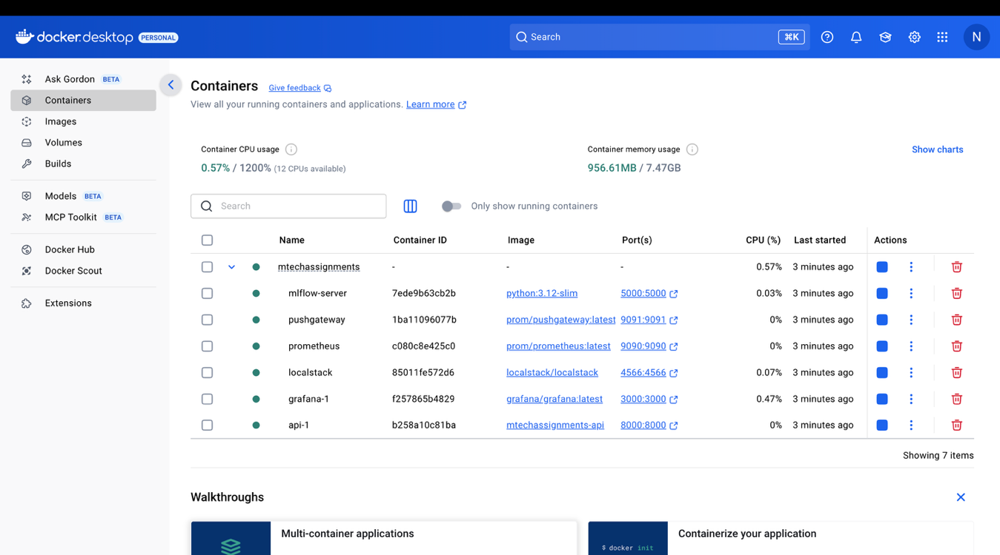 docker.desktop PERSONAL Search ⌘K N
Ask Gordon BETA
Containers
Images
Volumes
Builds
Models BETA
MCP Toolkit BETA
Docker Hub
Docker Scout
Extensions
Containers Give feedback
View all your running containers and applications. Learn more
Container CPU usage
0.57% / 1200% (12 CPUs available)
Container memory usage
956.61MB / 7.47GB
Show charts
Search
Only show running containers
Name Container ID Image Port(s) CPU (%) Last started Actions
mtechassignments - - - 0.57% 3 minutes ago
mlflow-server 7ede9b63cb2b python:3.12-slim 5000:5000 0.03% 3 minutes ago
pushgateway 1ba11096077b prom/pushgateway:latest 9091:9091 0% 3 minutes ago
prometheus c080c8e425c0 prom/prometheus:latest 9090:9090 0% 3 minutes ago
localstack 85011fe572d6 localstack/localstack 4566:4566 0.07% 3 minutes ago
grafana-1 f257865b4829 grafana/grafana:latest 3000:3000 0.47% 3 minutes ago
api-1 b258a10c81ba mtechassignments-api 8000:8000 0% 3 minutes ago
Showing 7 items
Walkthroughs
Multi-container applications
$ docker init
Containerize your application